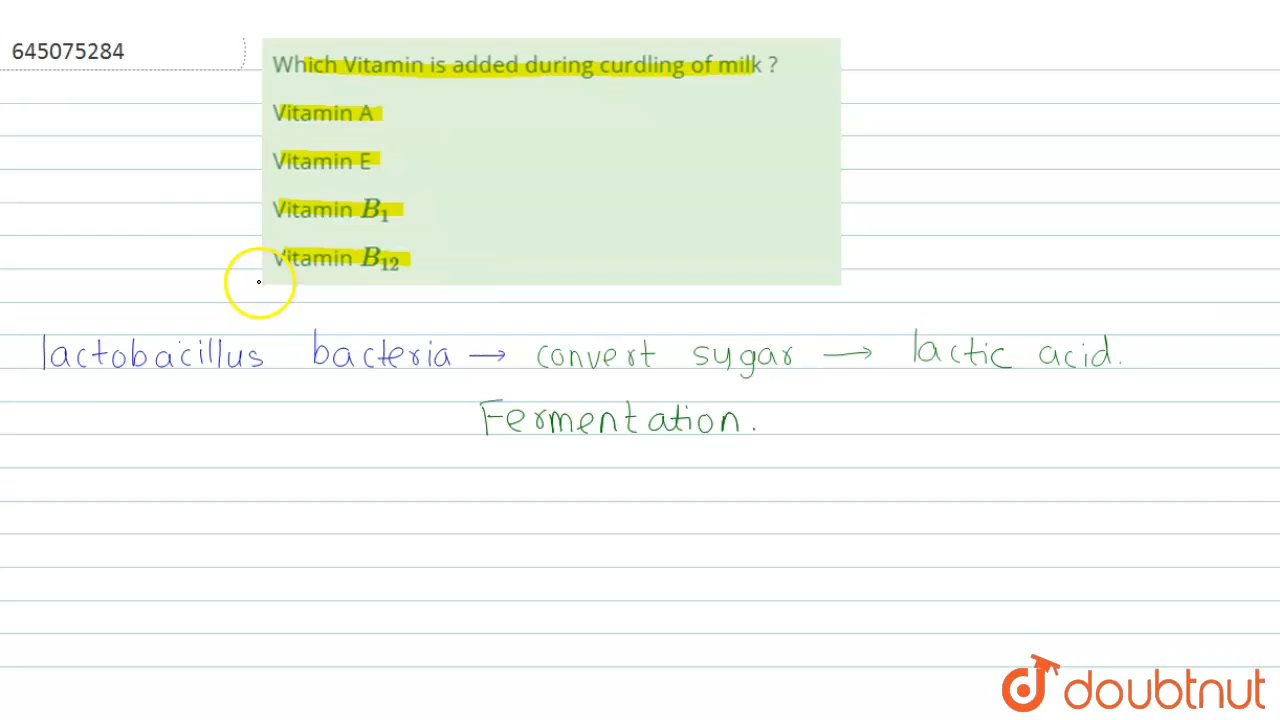 645075284
Which Vitamin is added during curdling of milk ?
Vitamin A
Vitamin E
Vitamin B₁
Vitamin B₁₂
lactobacillus bacteria → convert sugar → lactic acid.
Fermentation.
doubtnut